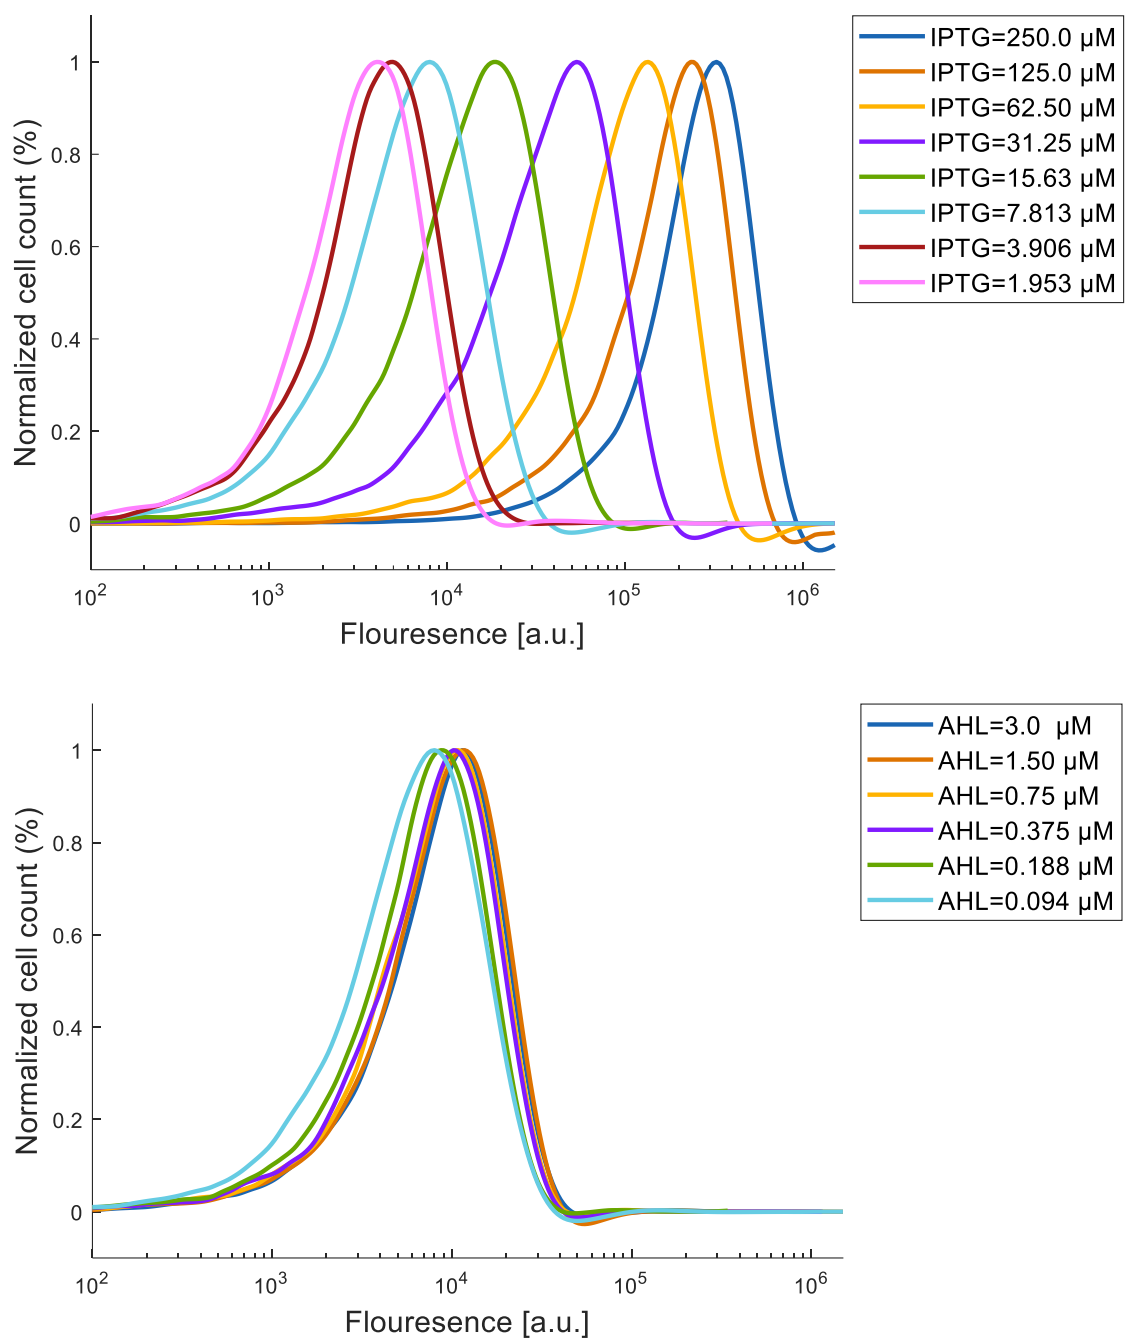 Normalized cell count (%)
1
0.8
0.6
0.4
0.2
0
10²
10³
10⁴
10⁵
10⁶
Flouresence [a.u.]
IPTG=250.0 µM
IPTG=125.0 µM
IPTG=62.50 µM
IPTG=31.25 µM
IPTG=15.63 µM
IPTG=7.813 µM
IPTG=3.906 µM
IPTG=1.953 µM
Normalized cell count (%)
1
0.8
0.6
0.4
0.2
0
10²
10³
10⁴
10⁵
10⁶
Flouresence [a.u.]
AHL=3.0 µM
AHL=1.50 µM
AHL=0.75 µM
AHL=0.375 µM
AHL=0.188 µM
AHL=0.094 µM